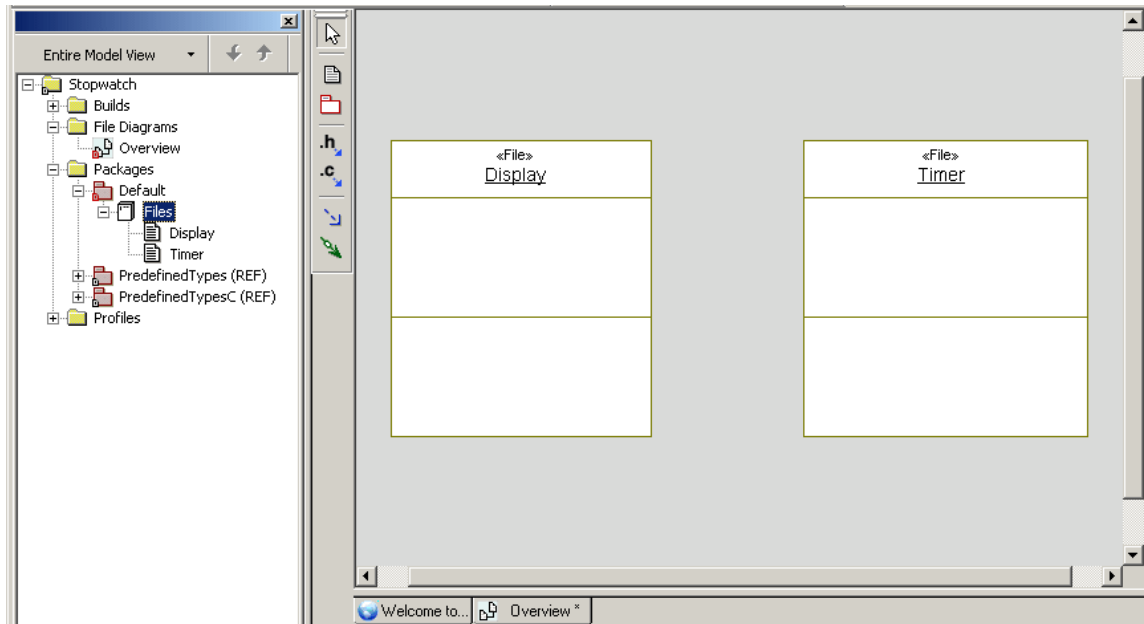 Entire Model View
Stopwatch
Builds
File Diagrams
Overview
Packages
Default
Files
Display
Timer
PredefinedTypes (REF)
PredefinedTypesC (REF)
Profiles
.h
.c
«File»
Display
«File»
Timer
Welcome to...
Overview *